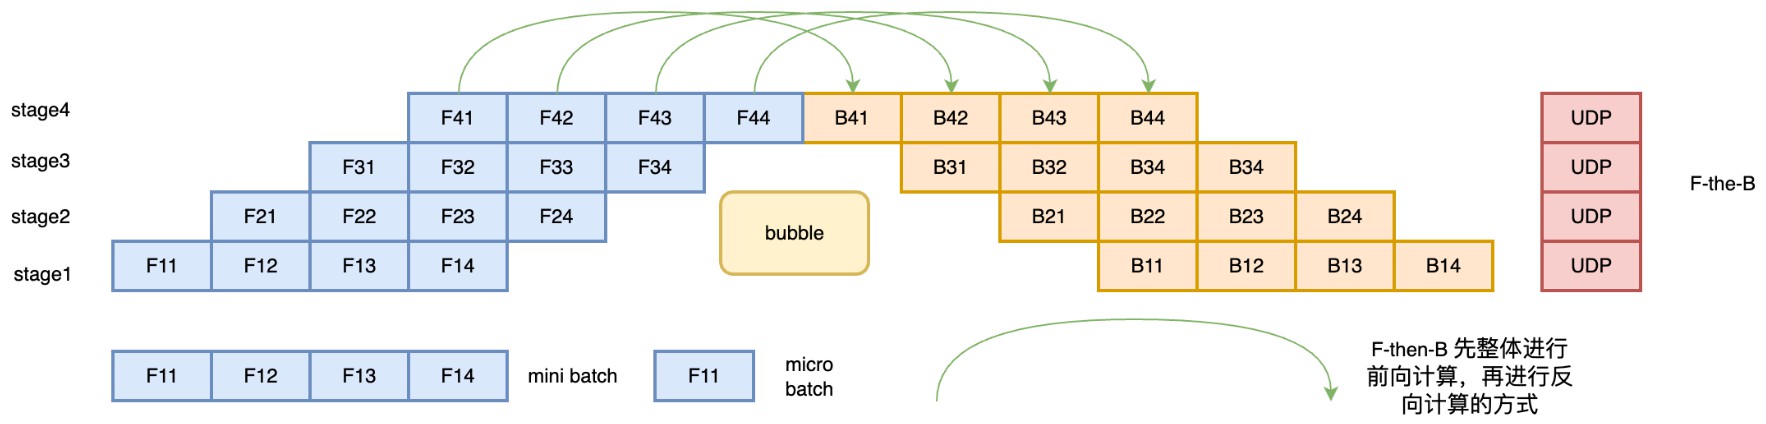 stage4
F41
F42
F43
F44
B41
B42
B43
B44
UDP
stage3
F31
F32
F33
F34
B31
B32
B34
B34
UDP
F-the-B
stage2
F21
F22
F23
F24
bubble
B21
B22
B23
B24
UDP
stage1
F11
F12
F13
F14
B11
B12
B13
B14
UDP
F11
F12
F13
F14
mini batch
F11
micro
batch
F-then-B 先整体进行
前向计算，再进行反
向计算的方式